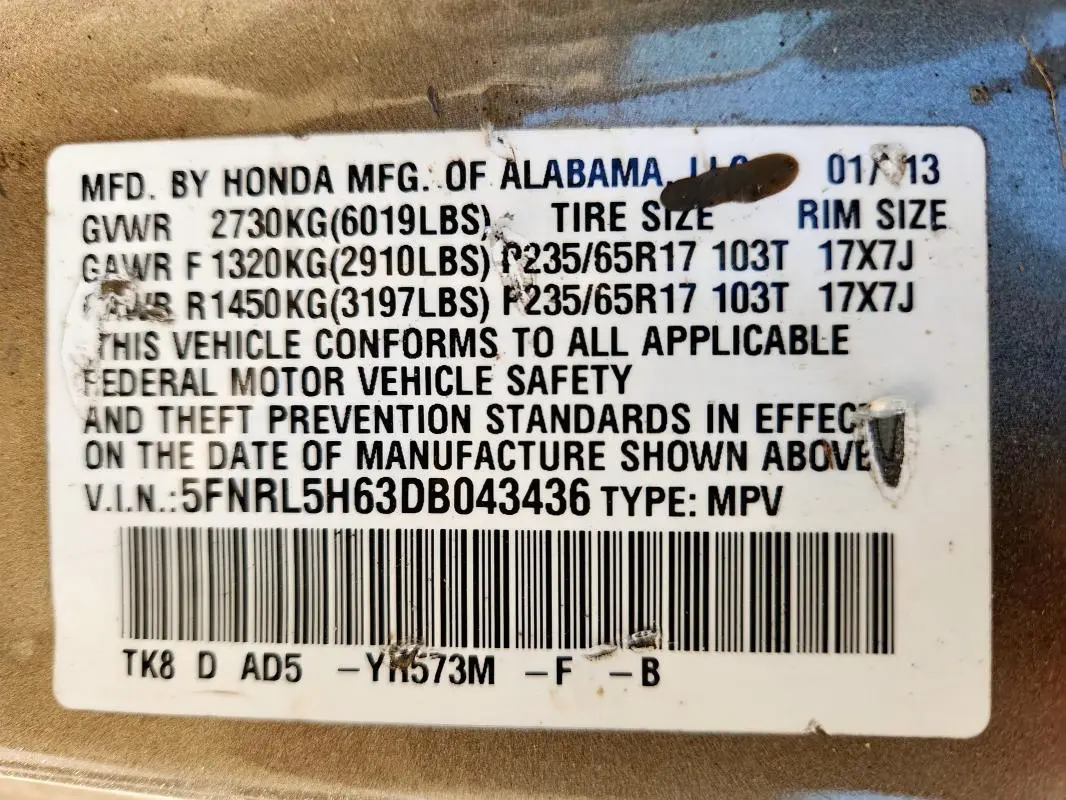 MFD. BY HONDA MFG. OF ALABAMA, LLC 01/13
GVWR 2730KG(6019LBS) TIRE SIZE RIM SIZE
GAWR F 1320KG(2910LBS) P235/65R17 103T 17X7J
GAWR R 1450KG(3197LBS) P235/65R17 103T 17X7J
THIS VEHICLE CONFORMS TO ALL APPLICABLE
FEDERAL MOTOR VEHICLE SAFETY
AND THEFT PREVENTION STANDARDS IN EFFECT
ON THE DATE OF MANUFACTURE SHOWN ABOVE
V.I.N.:5FNRL5H63DB043436 TYPE: MPV
TK8 D AD5 -YR573M -F -B